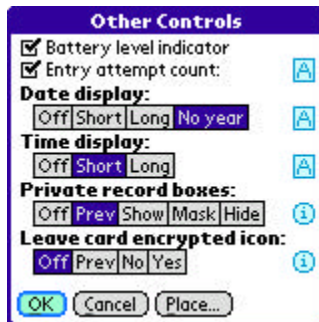 Other Controls
Battery level indicator
Entry attempt count: A
Date display:
Off Short Long No year A
Time display:
Off Short Long A
Private record boxes:
Off Prev Show Mask Hide i
Leave card encrypted icon:
Off Prev No Yes i
OK Cancel Place...